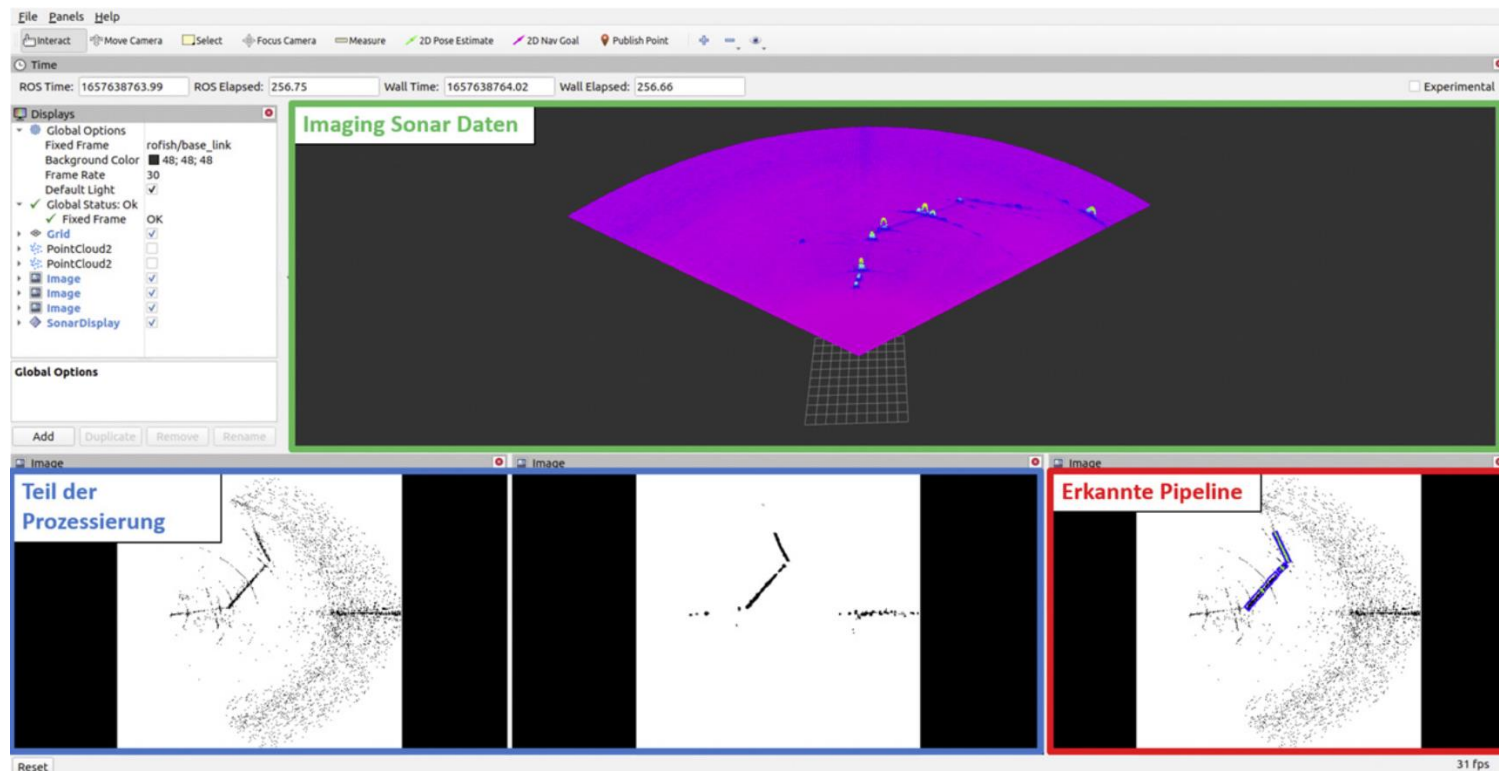 File Panels Help
Interact Move Camera Select Focus Camera Measure 2D Pose Estimate 2D Nav Goal Publish Point
Time
ROS Time: 1657638763.99 ROS Elapsed: 256.75 Wall Time: 1657638764.02 Wall Elapsed: 256.66 Experimental
Displays
Global Options
Fixed Frame rofish/base_link
Background Color 48; 48; 48
Frame Rate 30
Default Light
Global Status: Ok
Fixed Frame OK
Grid
PointCloud2
PointCloud2
Image
Image
Image
SonarDisplay
Global Options
Add Duplicate Remove Rename
Imaging Sonar Daten
Image
Teil der
Prozessierung
Image
Image
Erkannte Pipeline
Reset 31 fps